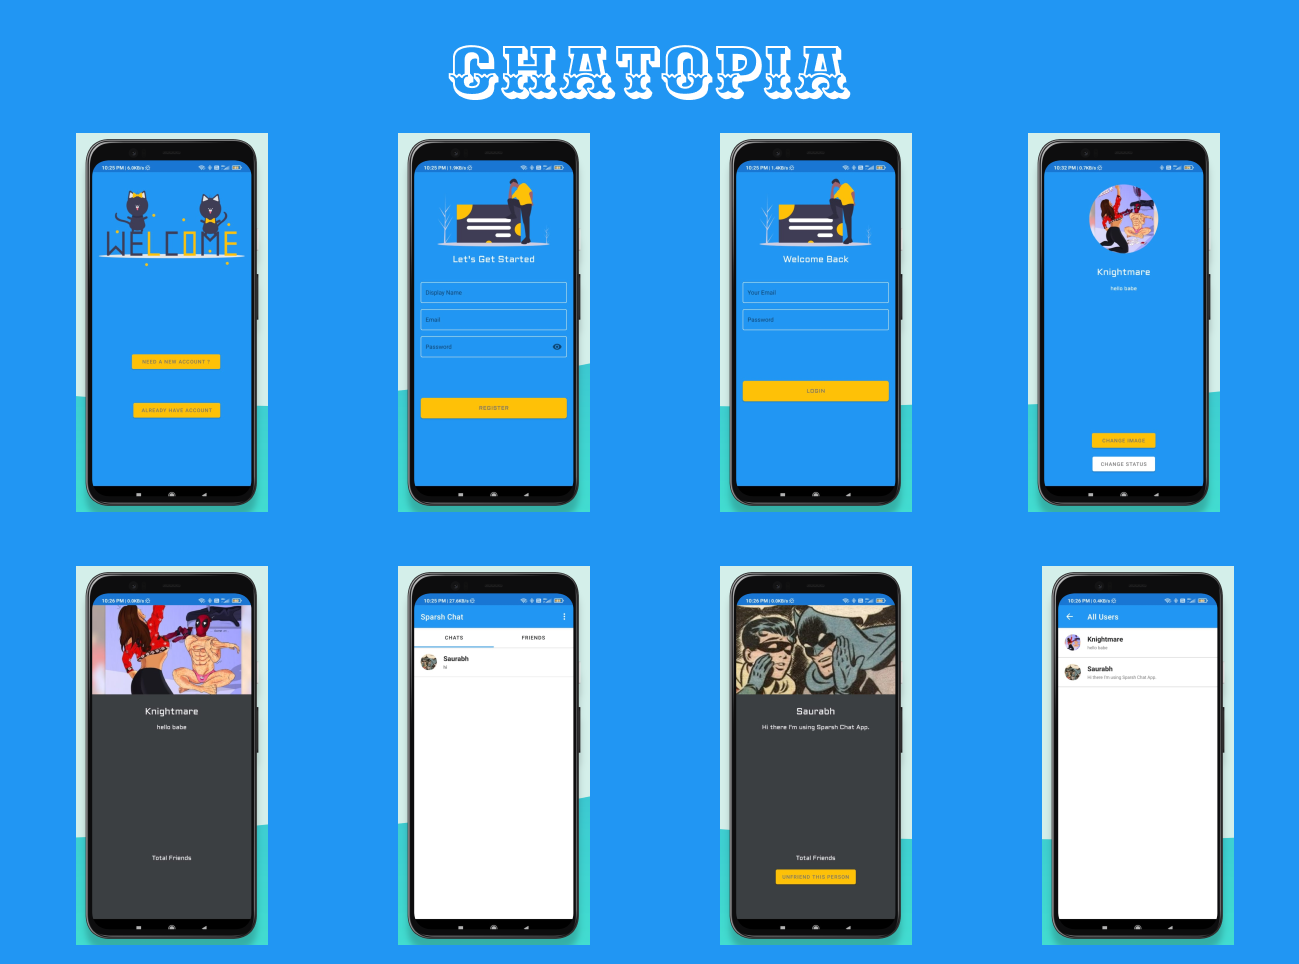 CHATOPIA
10:25 PM | 6.0KB/s
WELCOME
NEED A NEW ACCOUNT ?
ALREADY HAVE ACCOUNT
10:25 PM | 1.9KB/s
Let's Get Started
Display Name
Email
Password
REGISTER
10:25 PM | 1.4KB/s
Welcome Back
Your Email
Password
LOGIN
10:32 PM | 0.7KB/s
Knightmare
hello babe
CHANGE IMAGE
CHANGE STATUS
10:26 PM | 0.0KB/s
Knightmare
hello babe
Total Friends
10:25 PM | 27.6KB/s
Sparsh Chat
CHATS
FRIENDS
Saurabh
10:26 PM | 0.0KB/s
Saurabh
Hi there I'm using Sparsh Chat App.
Total Friends
UNFRIEND THIS PERSON
10:26 PM | 0.4KB/s
All Users
Knightmare
hello babe
Saurabh
Hi there I'm using Sparsh Chat App.